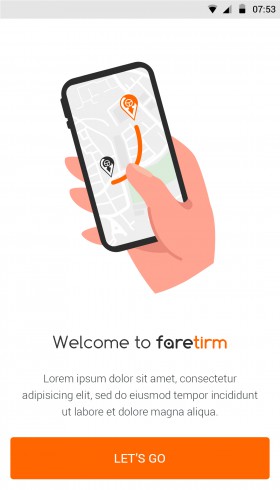 07:53
Welcome to faretirm
Lorem ipsum dolor sit amet, consectetur
adipisicing elit, sed do eiusmod tempor incididunt
ut labore et dolore magna aliqua.
LET'S GO